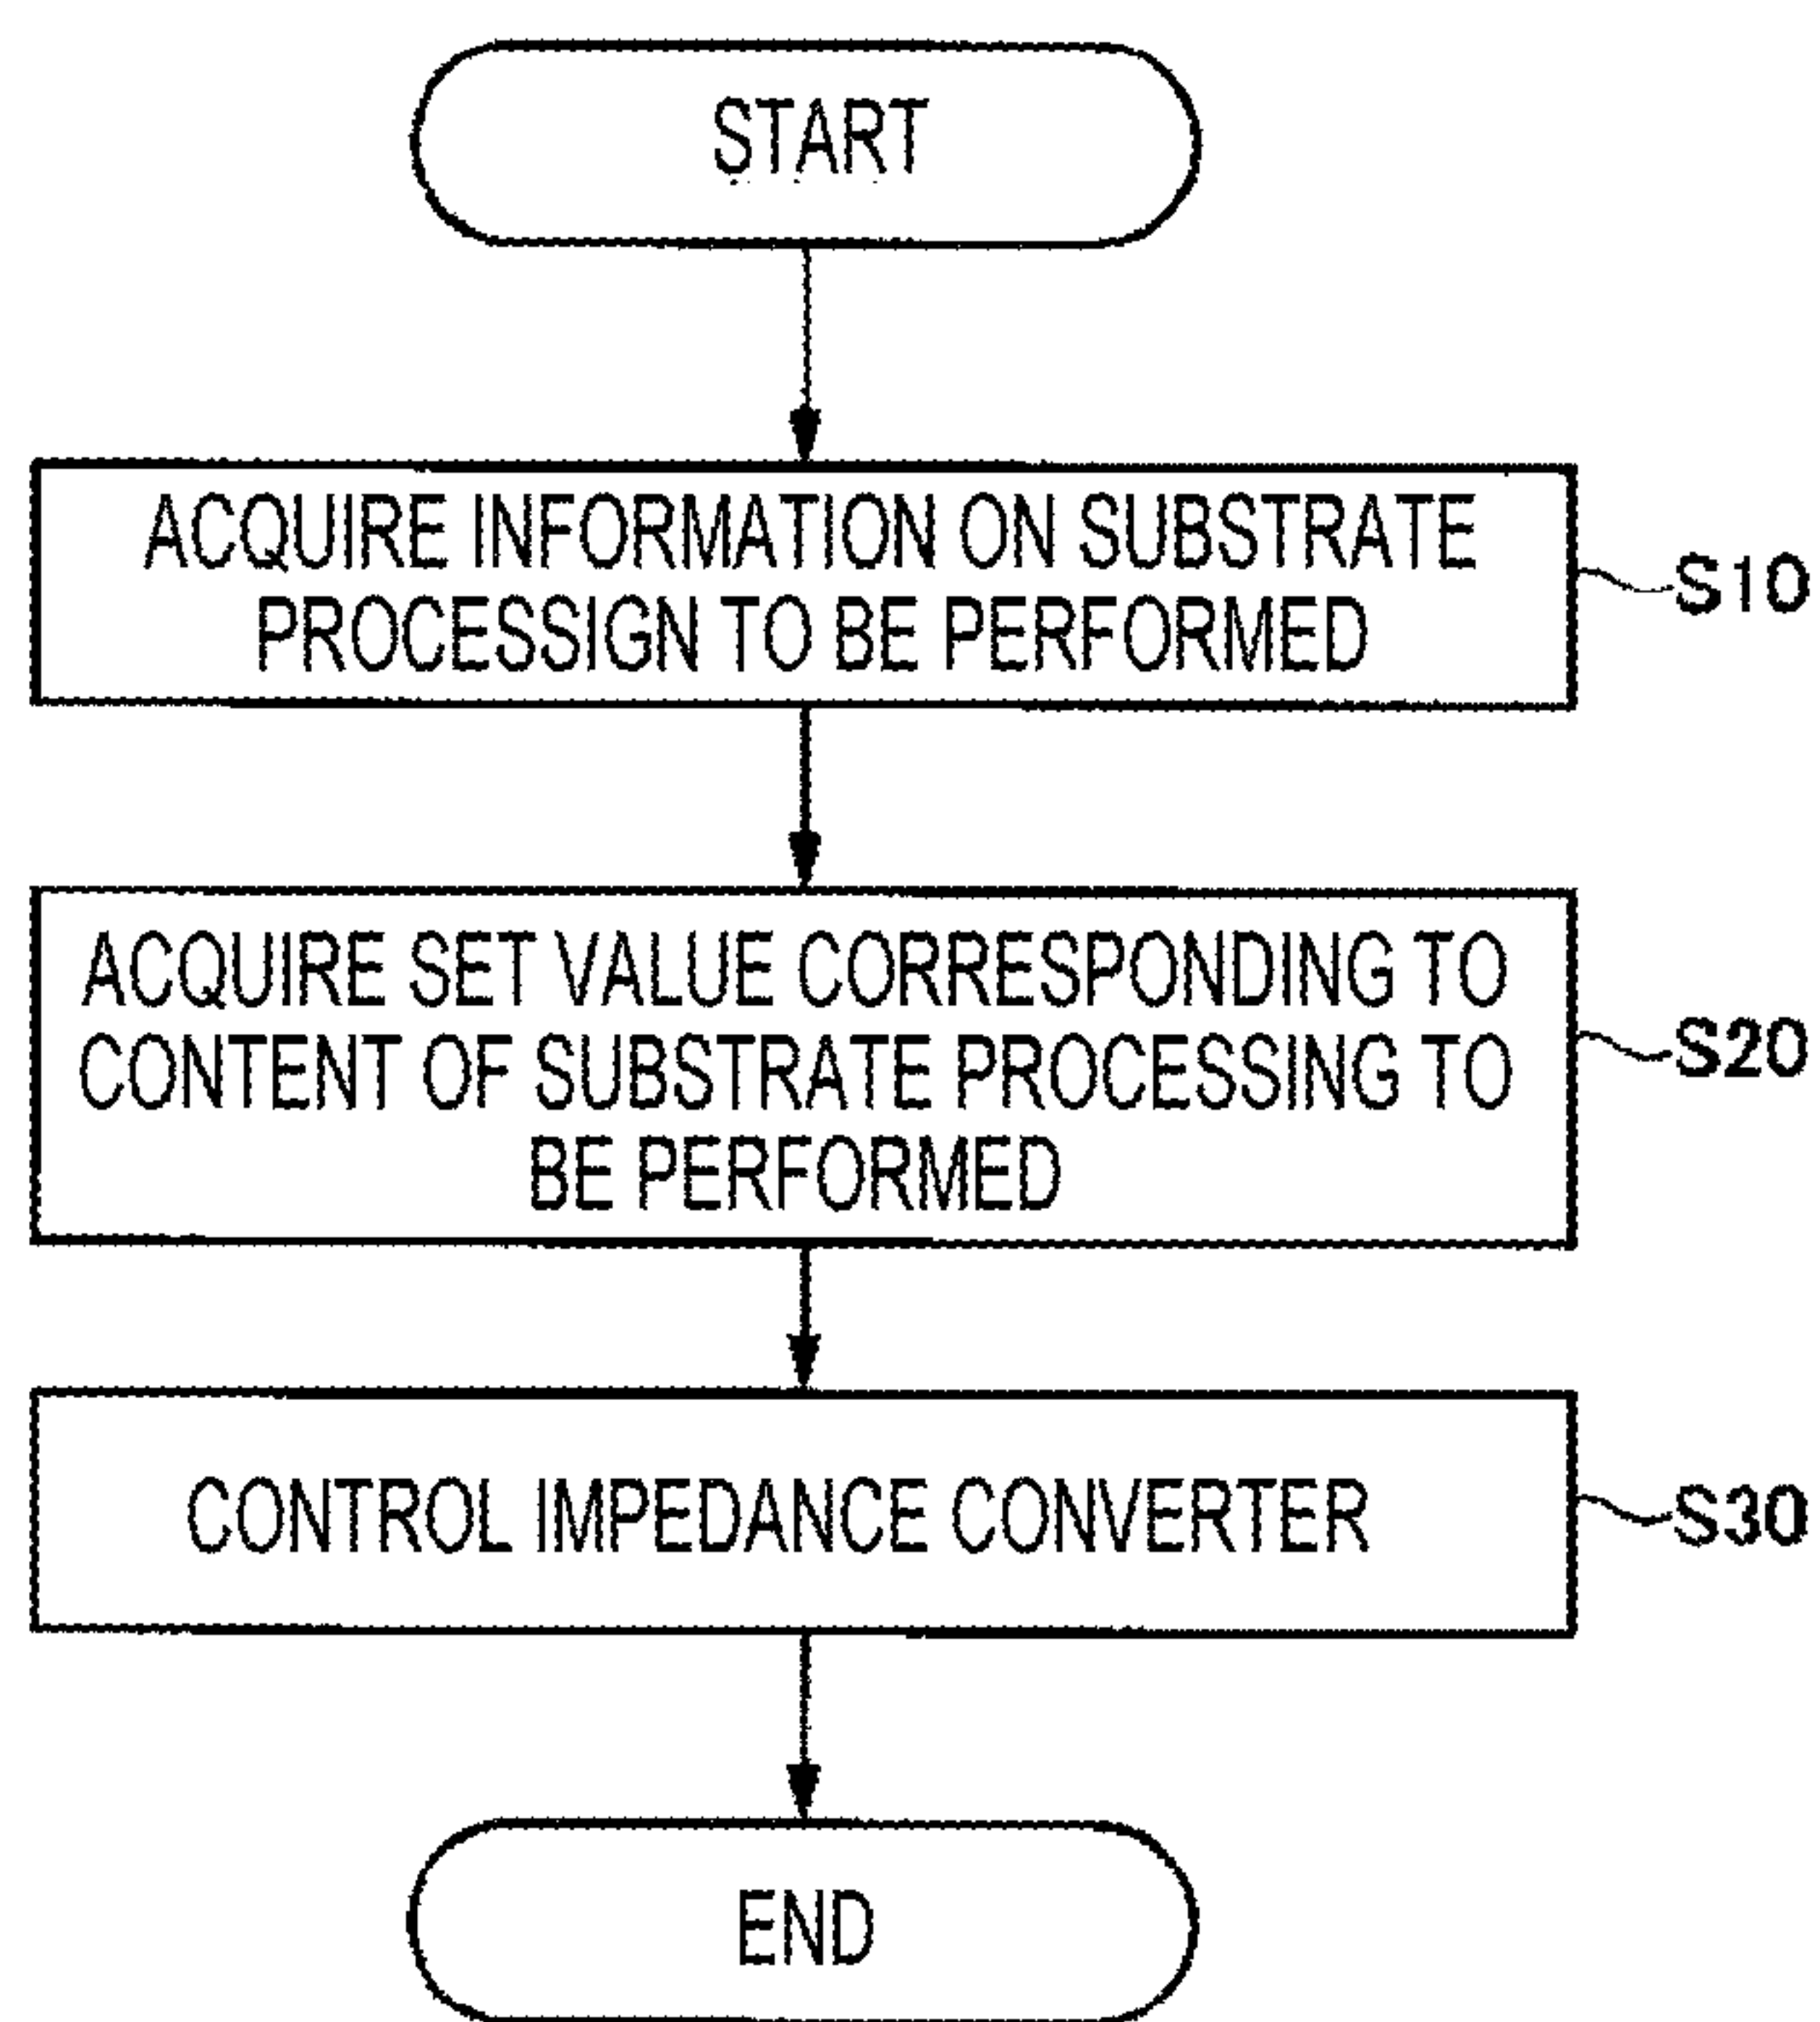 START
ACQUIRE INFORMATION ON SUBSTRATE
PROCESSIGN TO BE PERFORMED
S10
ACQUIRE SET VALUE CORRESPONDING TO
CONTENT OF SUBSTRATE PROCESSING TO
BE PERFORMED
S20
CONTROL IMPEDANCE CONVERTER
S30
END